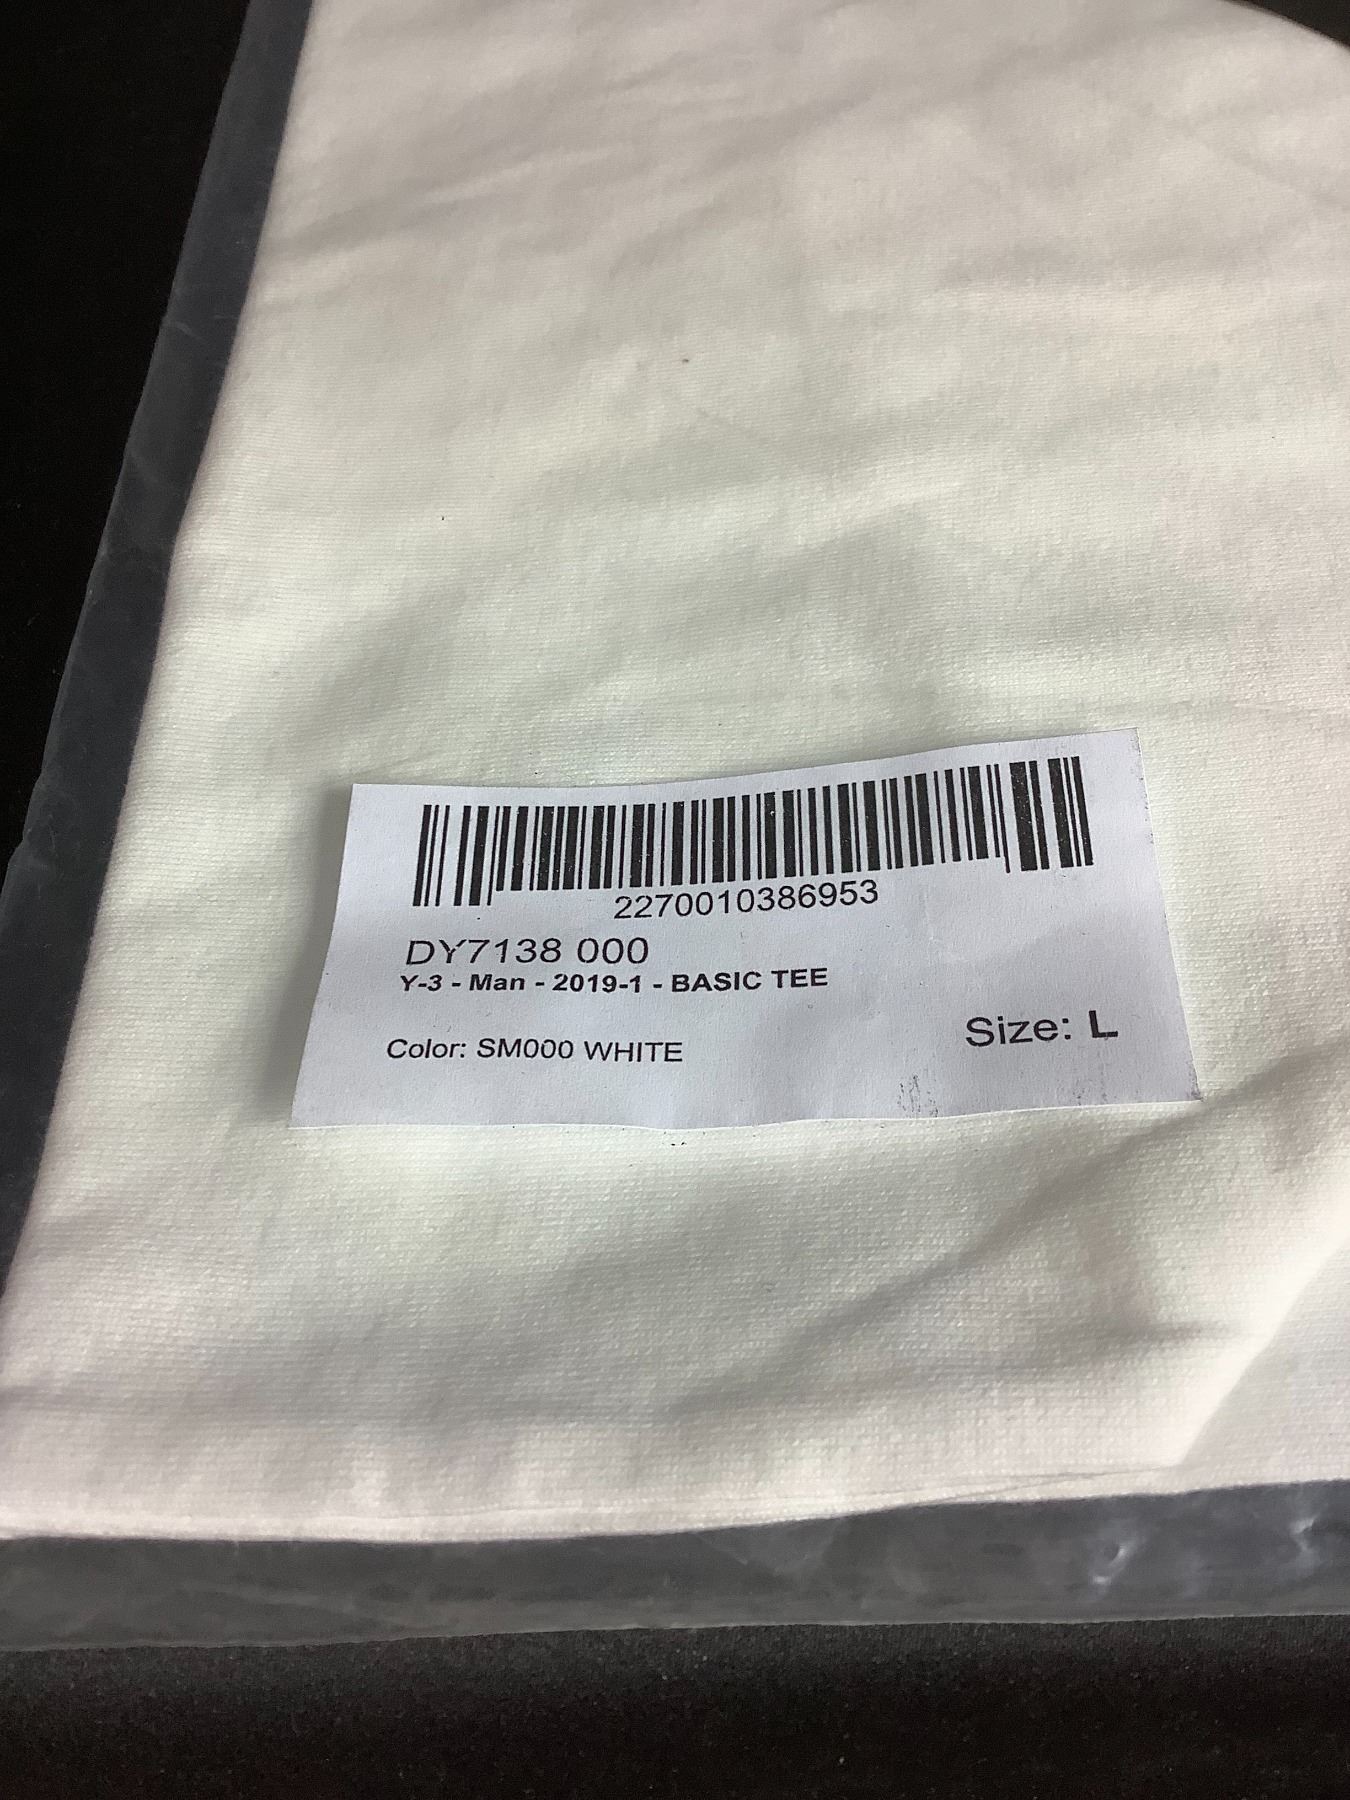 2270010386953
DY7138 000
Y-3 - Man - 2019-1 - BASIC TEE
Color: SM000 WHITE
Size: L